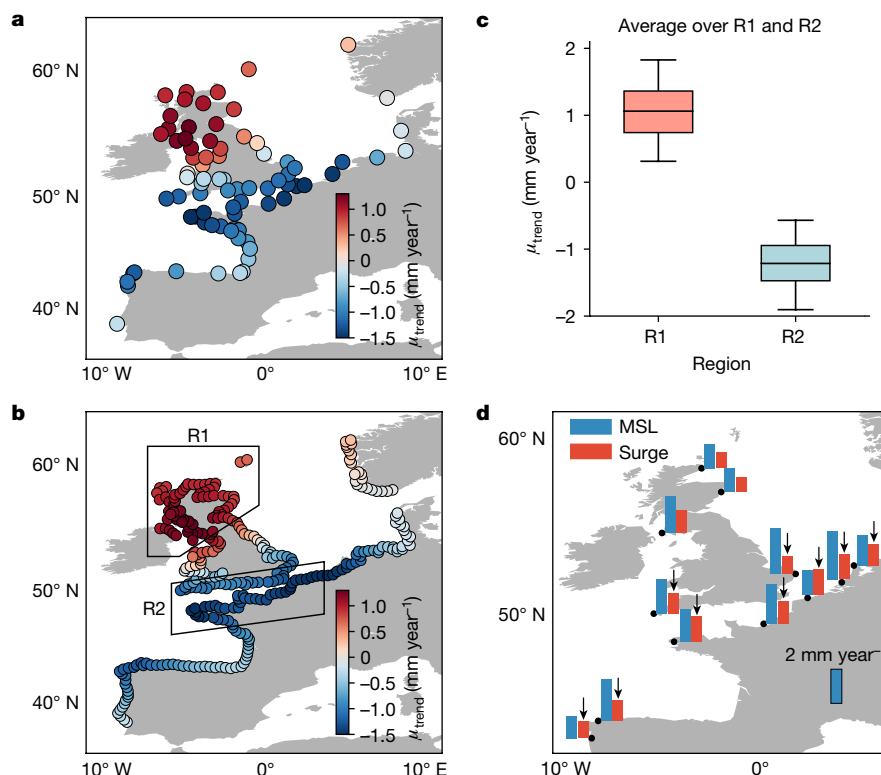 a
60° N
50° N
40° N
10° W
0°
10° E
1.0
0.5
0
−0.5
−1.0
−1.5
μtrend (mm year−1)
c
Average over R1 and R2
2
1
0
−1
−2
μtrend (mm year−1)
R1
R2
Region
b
R1
R2
60° N
50° N
40° N
10° W
0°
10° E
1.0
0.5
0
−0.5
−1.0
−1.5
μtrend (mm year−1)
d
MSL
Surge
60° N
50° N
2 mm year−
10° W
0°